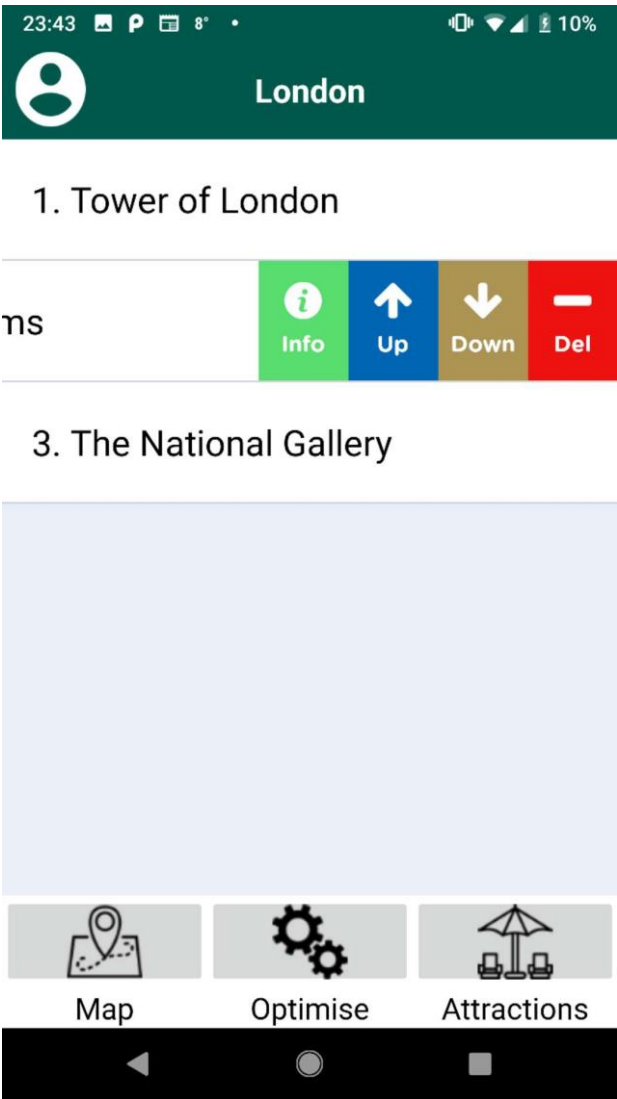 23:43 P 8° • 10%
London
1. Tower of London
ms
Info Up Down Del
3. The National Gallery
Map Optimise Attractions